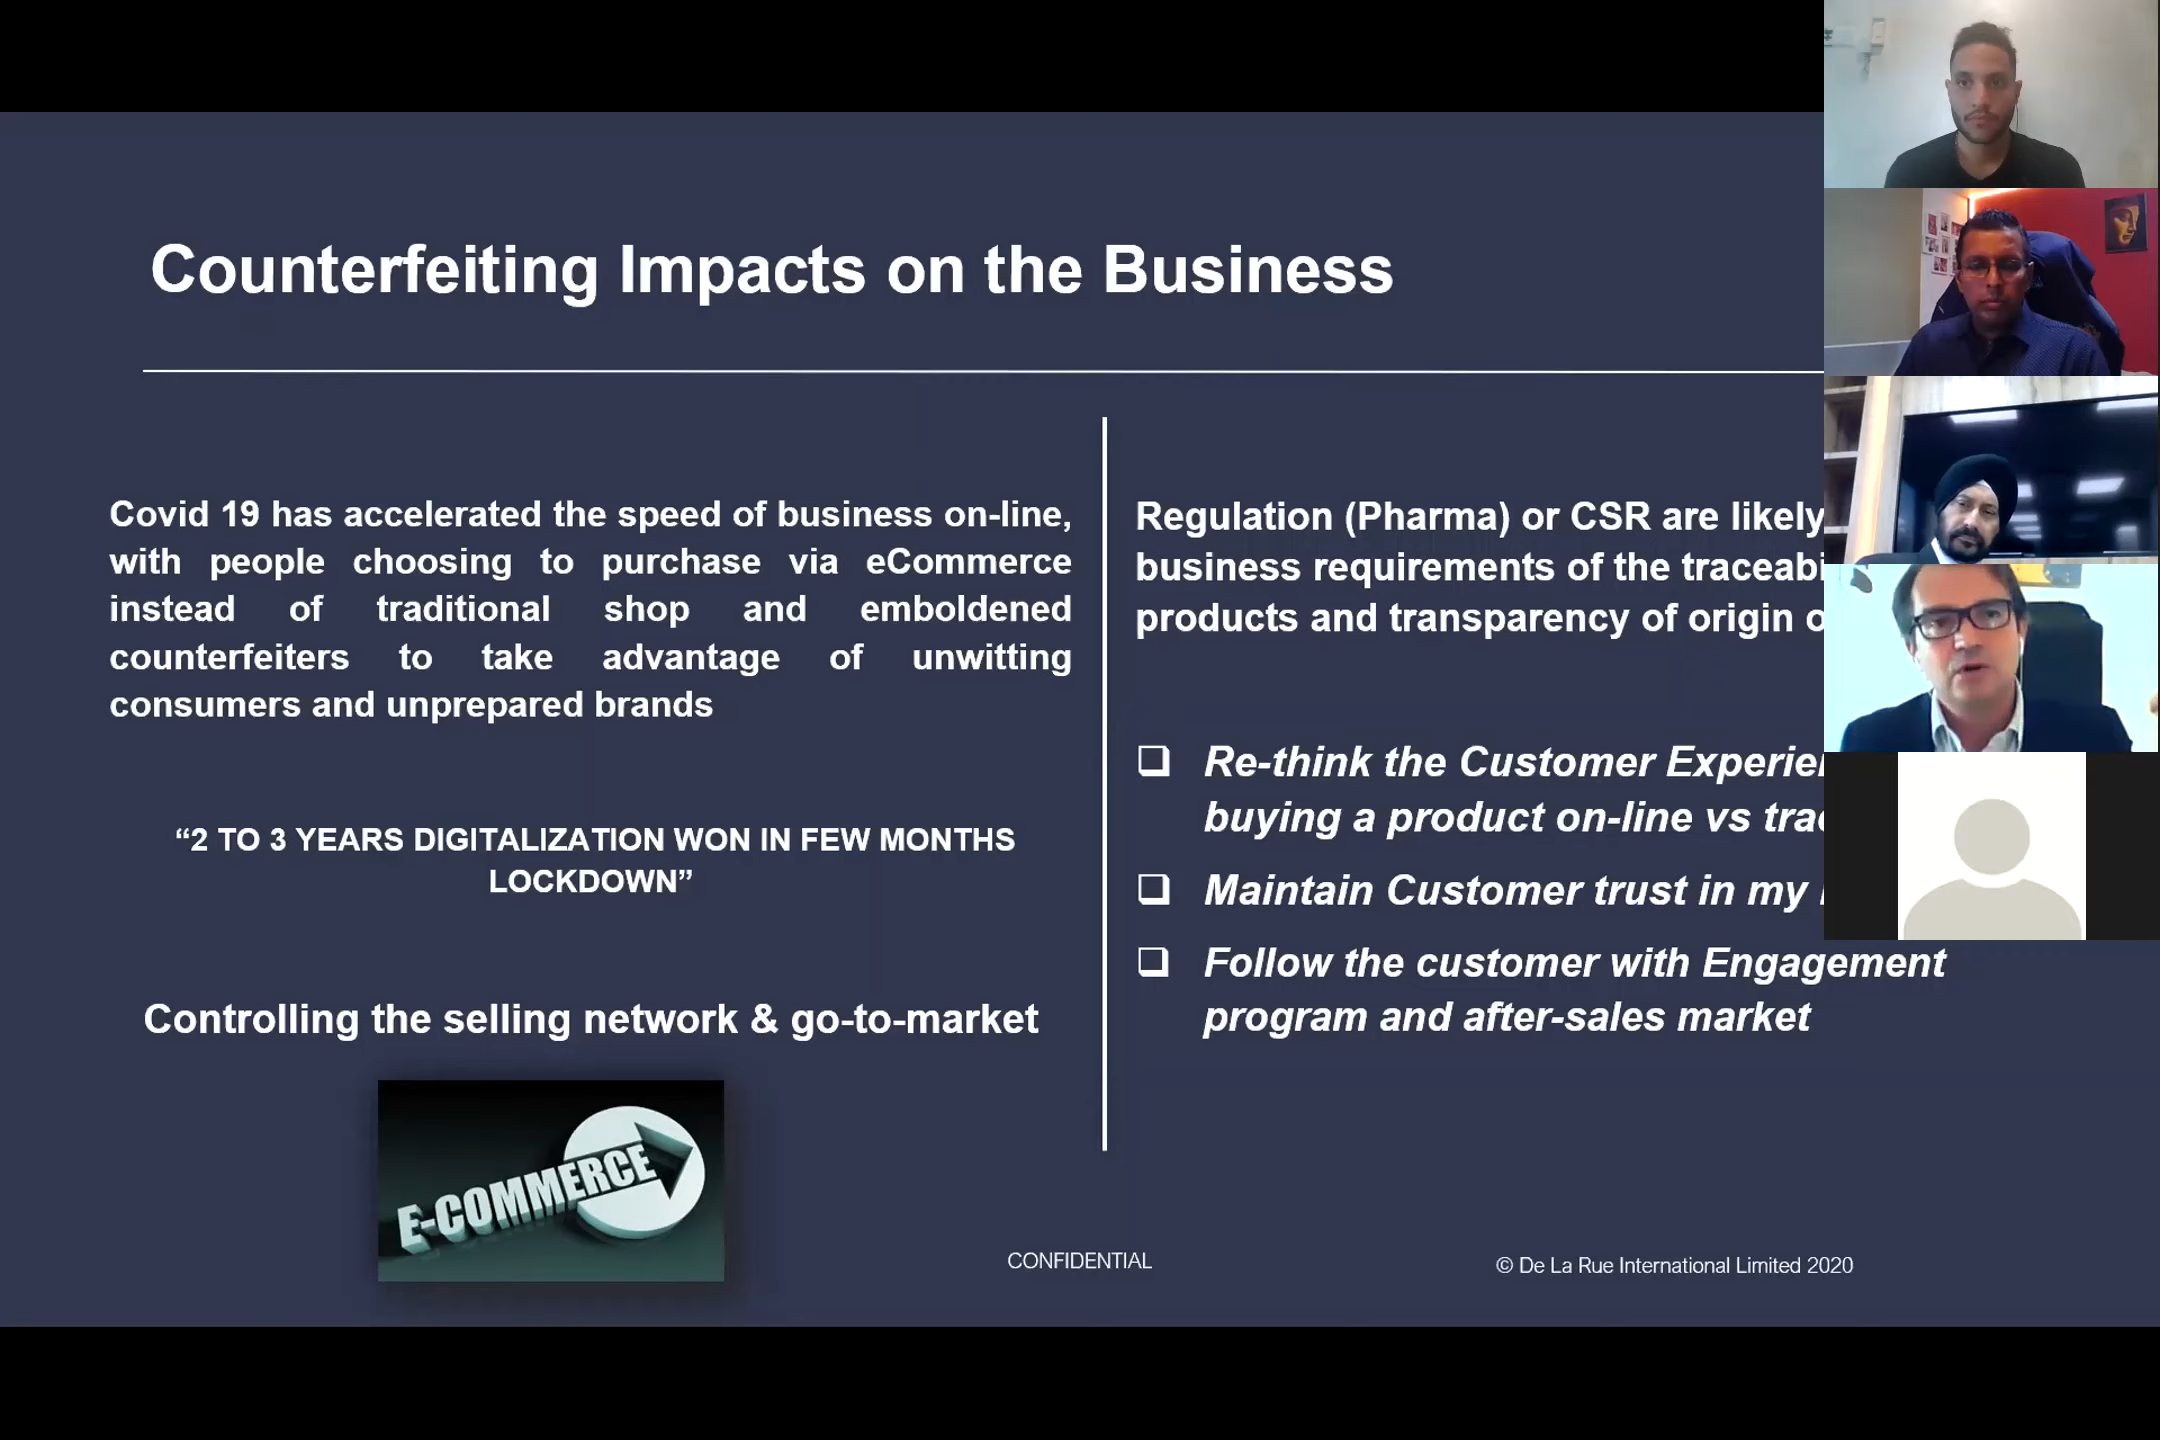 Counterfeiting Impacts on the Business
Covid 19 has accelerated the speed of business on-line,
with people choosing to purchase via eCommerce
instead of traditional shop and emboldened
counterfeiters to take advantage of unwitting
consumers and unprepared brands
“2 TO 3 YEARS DIGITALIZATION WON IN FEW MONTHS
LOCKDOWN”
Controlling the selling network & go-to-market
E-COMMERCE
Regulation (Pharma) or CSR are likely
business requirements of the
products and transparency of origin
Re-think the Customer
buying a product on-line vs
Maintain Customer trust in my
Follow the customer with Engagement
program and after-sales market
CONFIDENTIAL
© De La Rue International Limited 2020